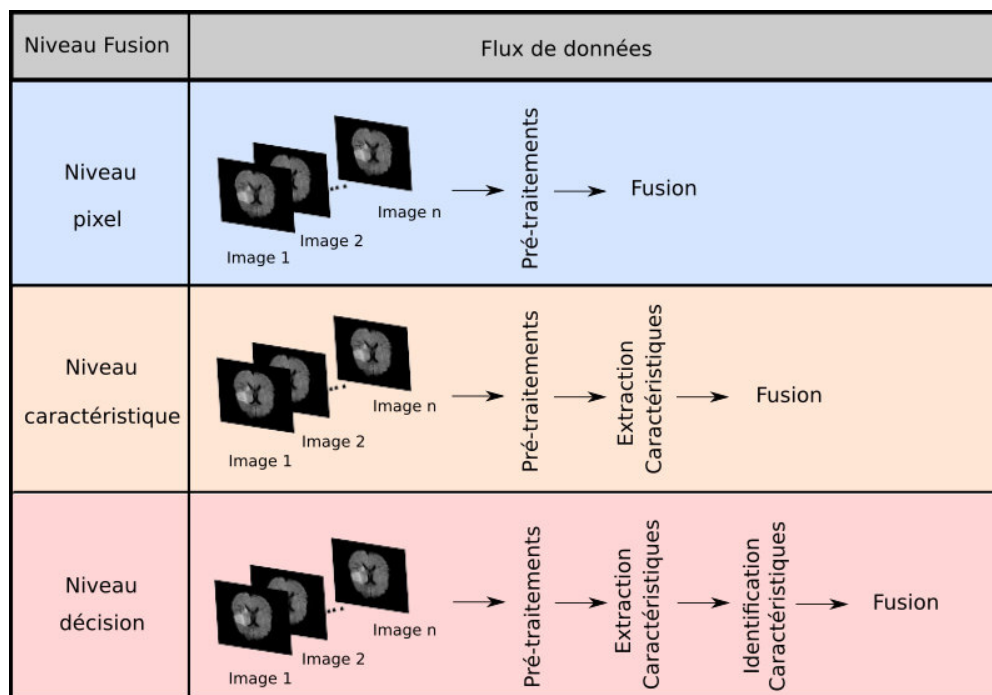 Niveau Fusion
Flux de données
Niveau
pixel
Image 1
Image 2
Image n
Pré-traitements
Fusion
Niveau
caractéristique
Image 1
Image 2
Image n
Pré-traitements
Extraction
Caractéristiques
Fusion
Niveau
décision
Image 1
Image 2
Image n
Pré-traitements
Extraction
Caractéristiques
Identification
Caractéristiques
Fusion